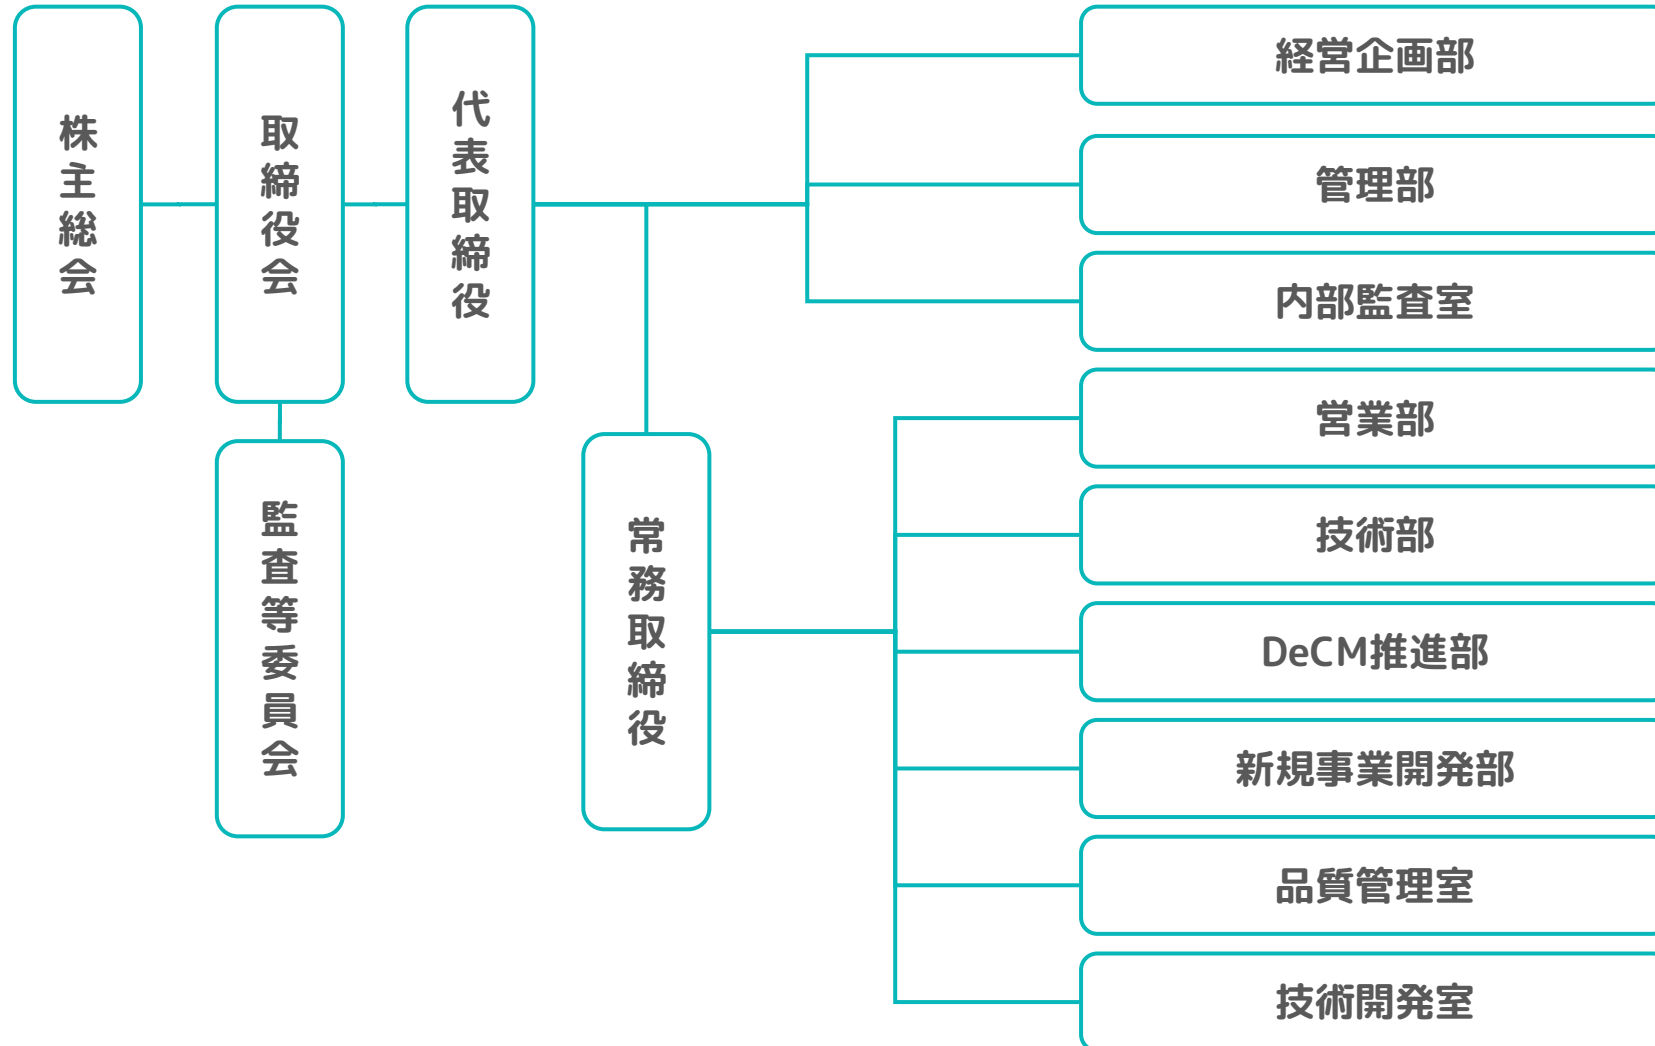 株主総会
取締役会
代表取締役
監査等委員会
常務取締役
経営企画部
管理部
内部監査室
営業部
技術部
DeCM推進部
新規事業開発部
品質管理室
技術開発室